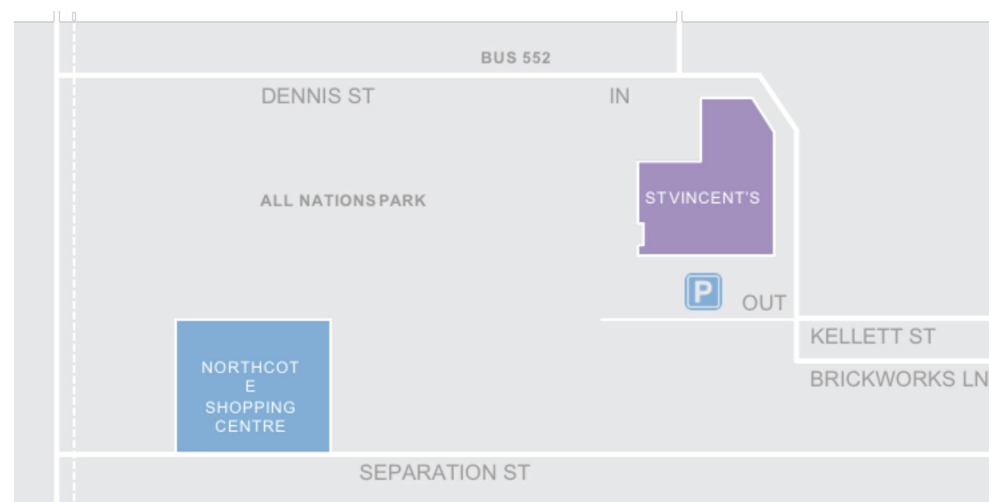 BUS 552
DENNIS ST
IN
ALL NATIONS PARK
ST VINCENT'S
P
OUT
KELLETT ST
NORTHCOT
E
SHOPPING
CENTRE
BRICKWORKS LN
SEPARATION ST